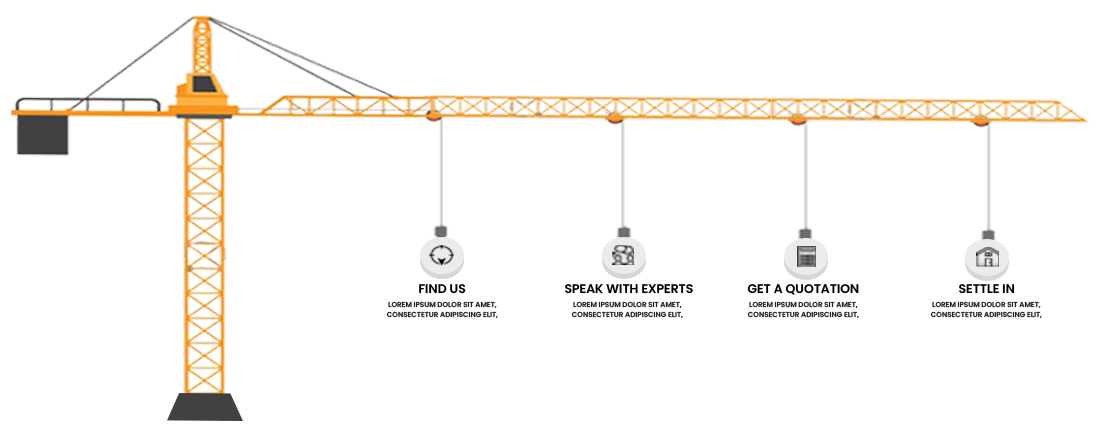 FIND US
LOREM IPSUM DOLOR SIT AMET,
CONSECTETUR ADIPISCING ELIT,
SPEAK WITH EXPERTS
LOREM IPSUM DOLOR SIT AMET,
CONSECTETUR ADIPISCING ELIT,
GET A QUOTATION
LOREM IPSUM DOLOR SIT AMET,
CONSECTETUR ADIPISCING ELIT,
SETTLE IN
LOREM IPSUM DOLOR SIT AMET,
CONSECTETUR ADIPISCING ELIT,